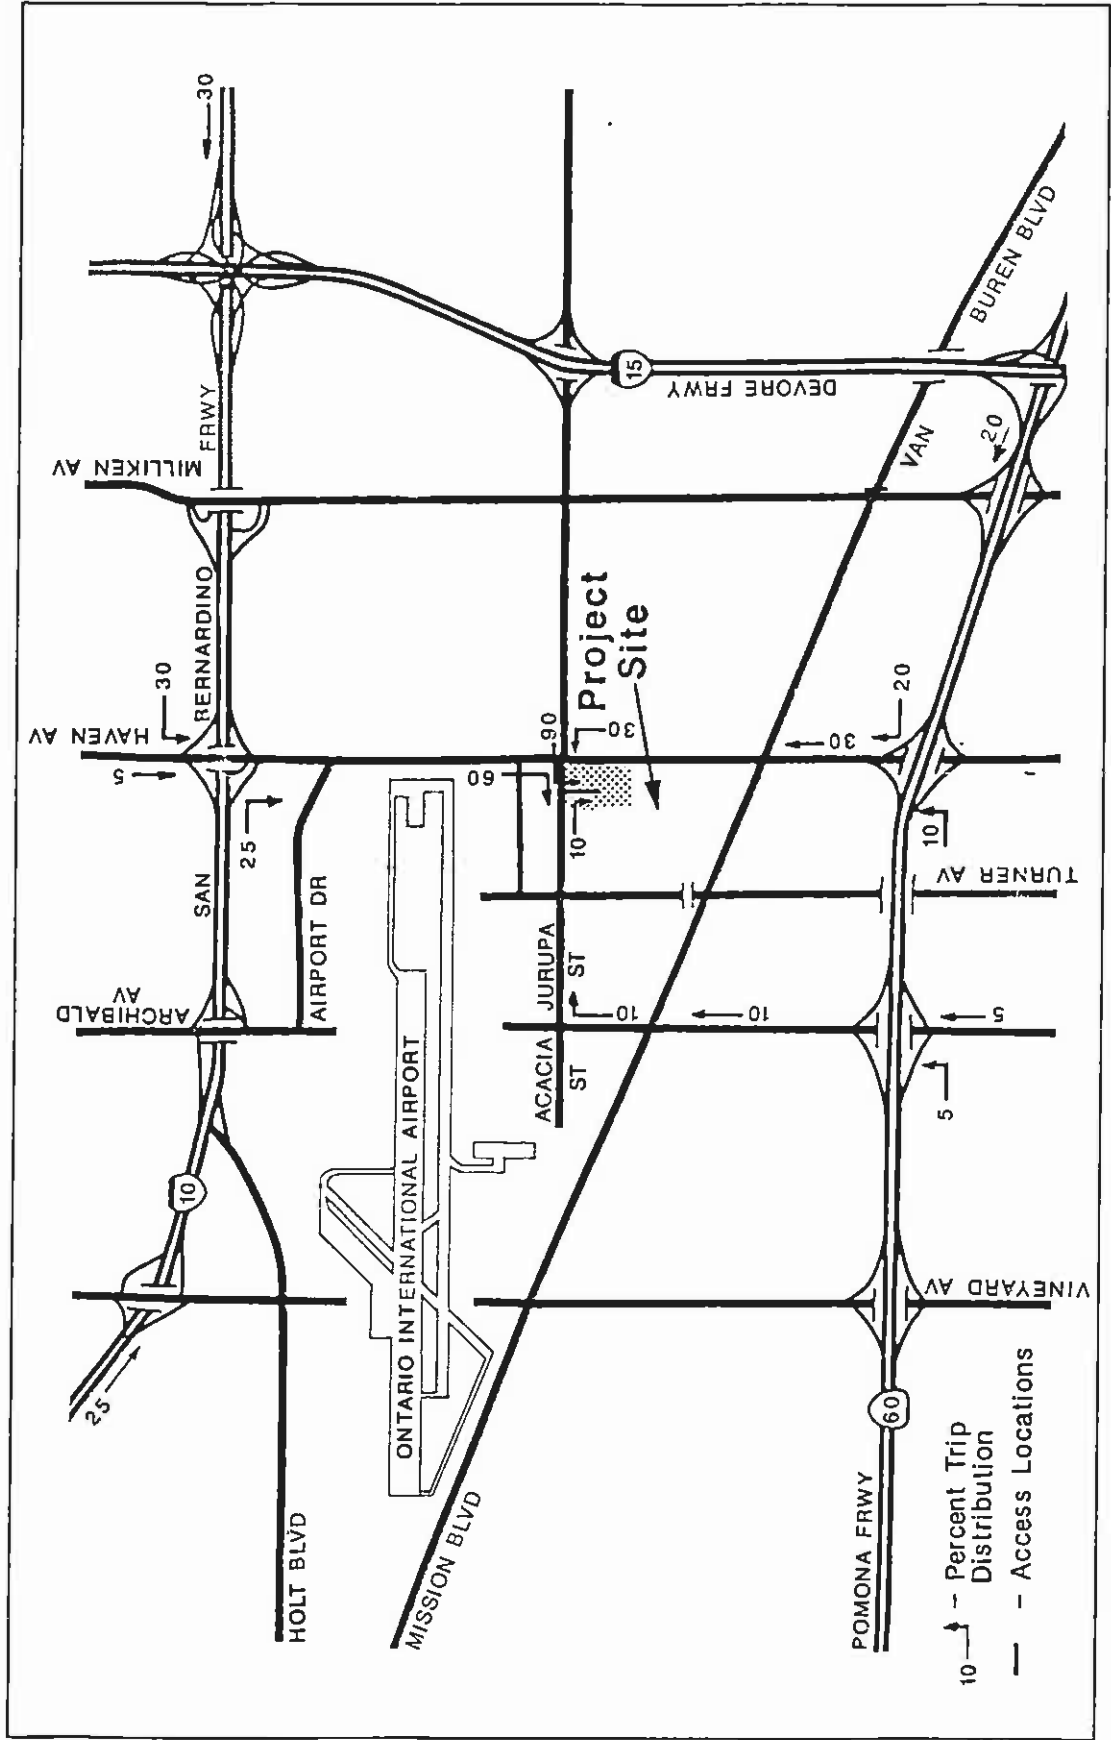 30
FRWY
MILLIKEN AV
BERNARDINO
30
HAVEN AV
5
25
SAN
AIRPORT DR
ARCHIBALD
AV
10
25
HOLT BLVD
ONTARIO INTERNATIONAL AIRPORT
MISSION BLVD
60
90
30
10
Project
Site
JURUPA
ST
ACACIA
ST
10
10
30
15
DEVORE FRWY
VAN
BUREN BLVD
20
20
10
TURNER AV
5
5
VINEYARD AV
60
POMONA FRWY
10 - Percent Trip
Distribution
- Access Locations